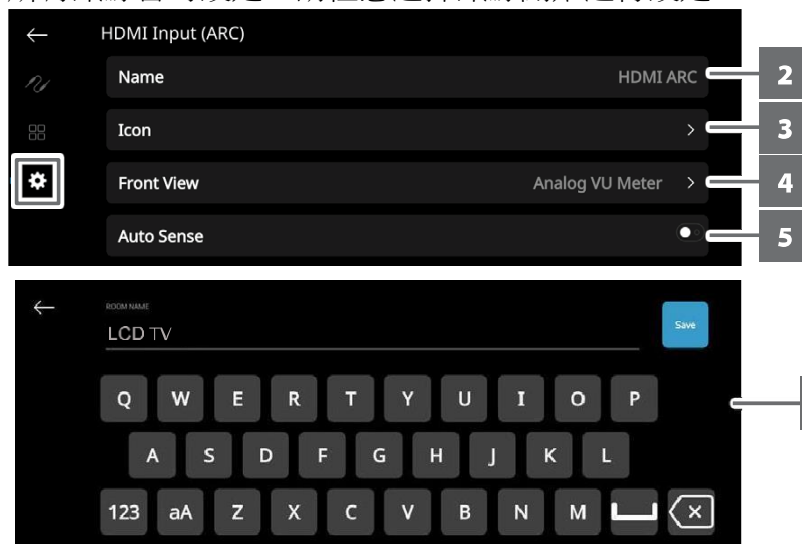 HDMI Input (ARC)
Name HDMI ARC 2
Icon 3
Front View Analog VU Meter 4
Auto Sense 5
ROOM NAME
LCD TV
Save
Q W E R T Y U I O P
A S D F G H J K L
123 aA Z X C V B N M